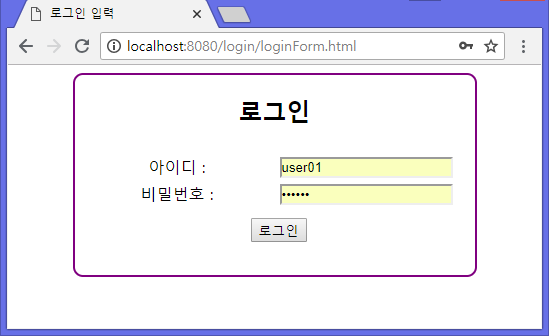 로그인 입력
localhost:8080/login/loginForm.html
로그인
아이디 : user01
비밀번호 : ••••••
로그인